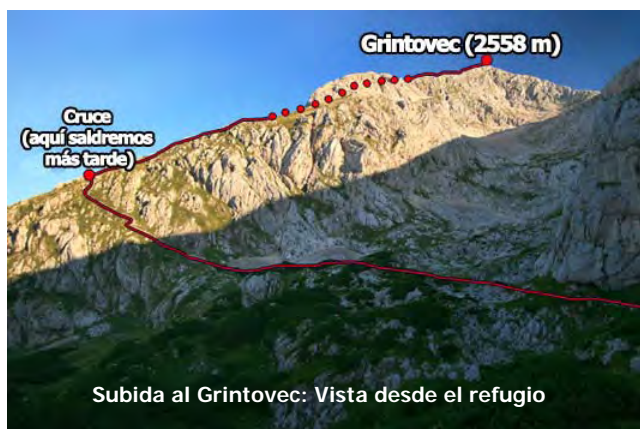 Grintovec (2558 m)
Cruce
(aquí saldremos
más tarde)
Subida al Grintovec: Vista desde el refugio